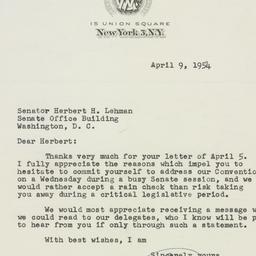 15 UNION SQUARE
New York 3, N.Y.
April 9, 1954
Senator Herbert H. Lehman
Senate Office Building
Washington, D. C.
Dear Herbert:
Thanks very much for your letter of April 5.
I fully appreciate the reasons which impel you to
hesitate to commit yourself to address our Conventio
on a Wednesday during a busy Senate session, and we
would rather accept a rain check than risk taking
you away during a critical legislative period.
We would most appreciate receiving a message w
we could read to our delegates, who I know will be p
to hear from you if only through such a statement.
With best wishes, I am
Sincerely yours